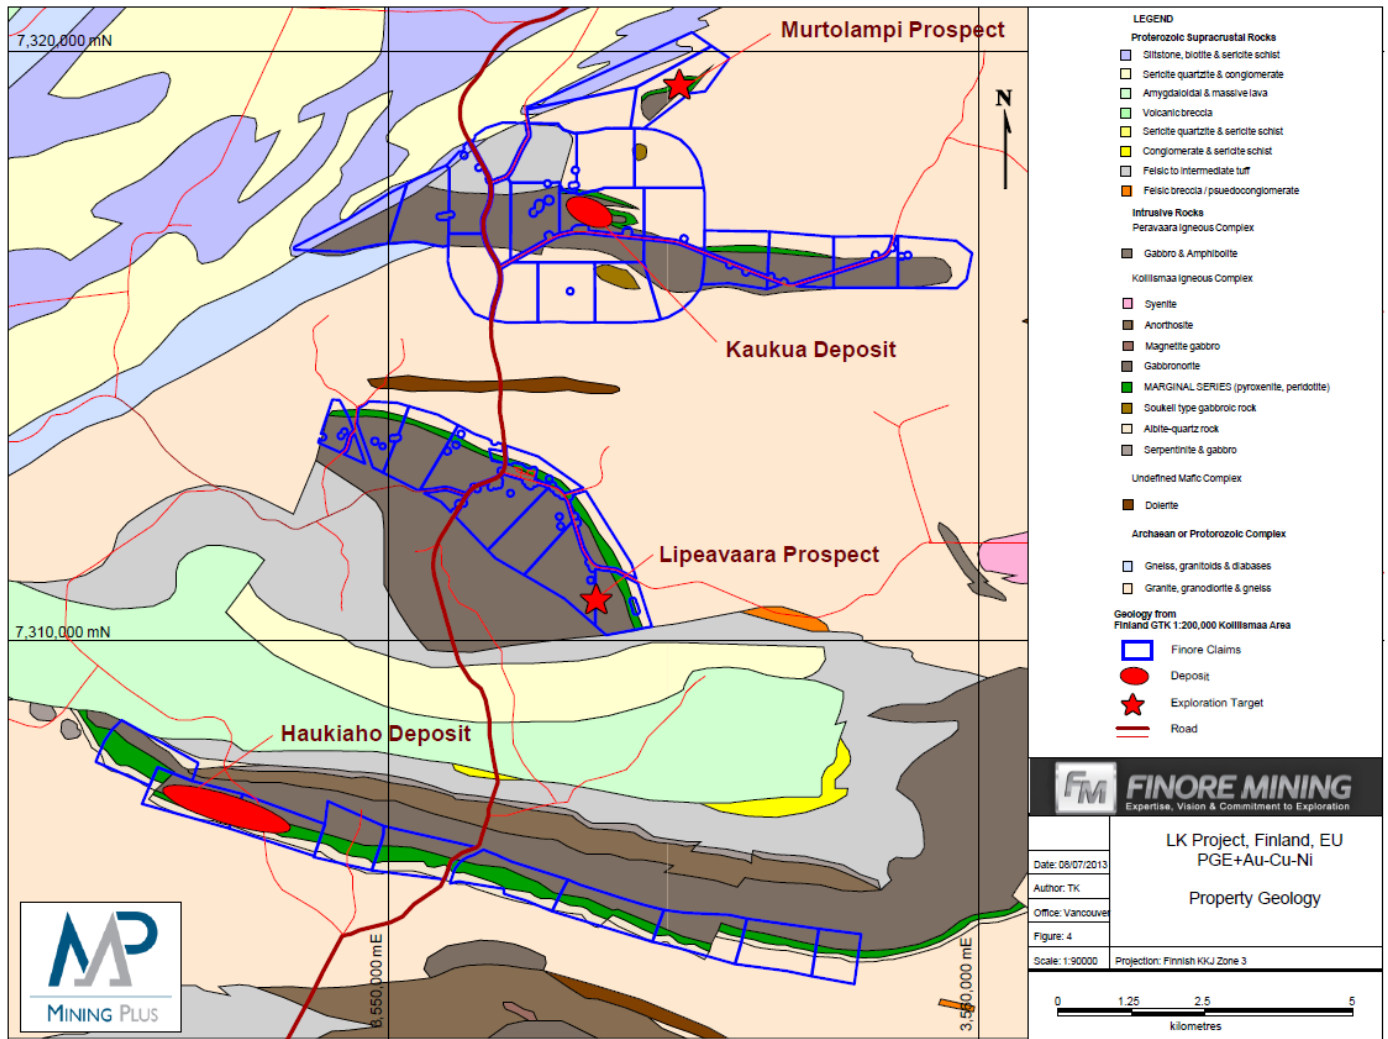 7,320,000 mN
Murtolampi Prospect
N
Kaukua Deposit
Lipeavaara Prospect
7,310,000 mN
Haukiaho Deposit
3,550,000 mE
3,560,000 mE
MP
MINING PLUS
LEGEND
Proterozoic Supracrustal Rocks
Siltstone, biotite & sericite schist
Sericite quartzite & conglomerate
Amygdaloidal & massive lava
Volcanic breccia
Sericite quartzite & sericite schist
Conglomerate & sericite schist
Felsic to intermediate tuff
Felsic breccia / psuedoconglomerate
Intrusive Rocks
Peravaara Igneous Complex
Gabbro & Amphibolite
Koillismaa Igneous Complex
Syenite
Anorthosite
Magnetite gabbro
Gabbronorite
MARGINAL SERIES (pyroxenite, peridotite)
Soukeli type gabbroic rock
Albite-quartz rock
Serpentinite & gabbro
Undefined Mafic Complex
Dolerite
Archaean or Protorozoic Complex
Gneiss, granitoids & diabases
Granite, granodiorite & gneiss
Geology from
Finland GTK 1:200,000 Koillismaa Area
Finore Claims
Deposit
Exploration Target
Road
FM FINORE MINING
Expertise, Vision & Commitment to Exploration
LK Project, Finland, EU
PGE+Au-Cu-Ni
Property Geology
Date: 08/07/2013
Author: TK
Office: Vancouver
Figure: 4
Scale: 1:90000
Projection: Finnish KKJ Zone 3
0 1.25 2.5 5
kilometres